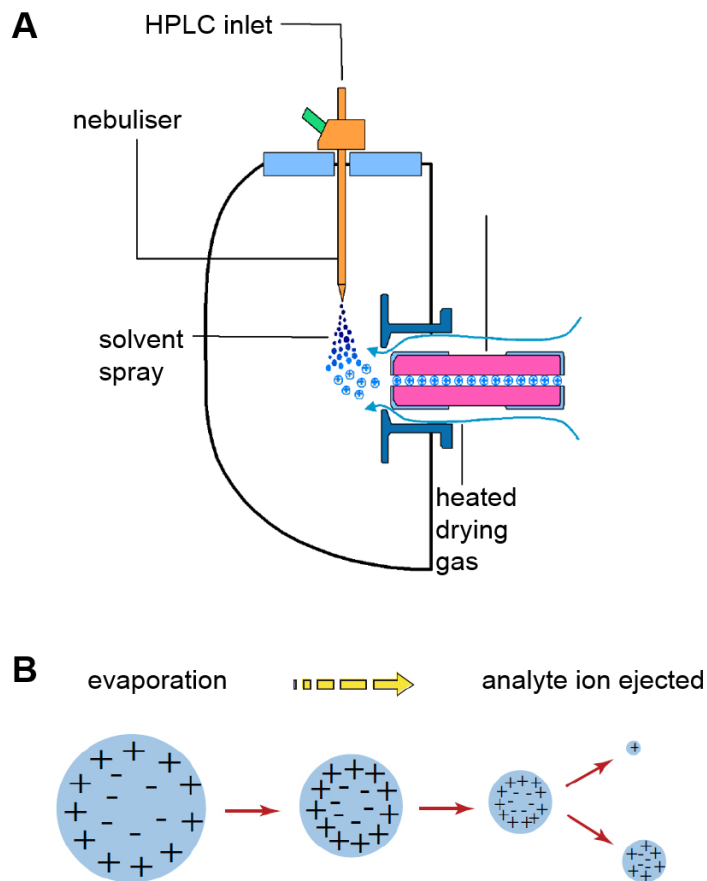 A
HPLC inlet
nebuliser
solvent
spray
heated
drying
gas
B
evaporation
analyte ion ejected